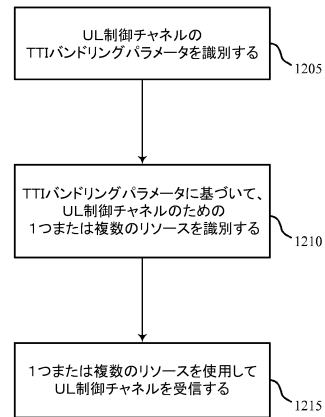 UL制御チャネルの
TTIバンドリングパラメータを識別する
1205
TTIバンドリングパラメータに基づいて、
UL制御チャネルのための
1つまたは複数のリソースを識別する
1210
1つまたは複数のリソースを使用して
UL制御チャネルを受信する
1215